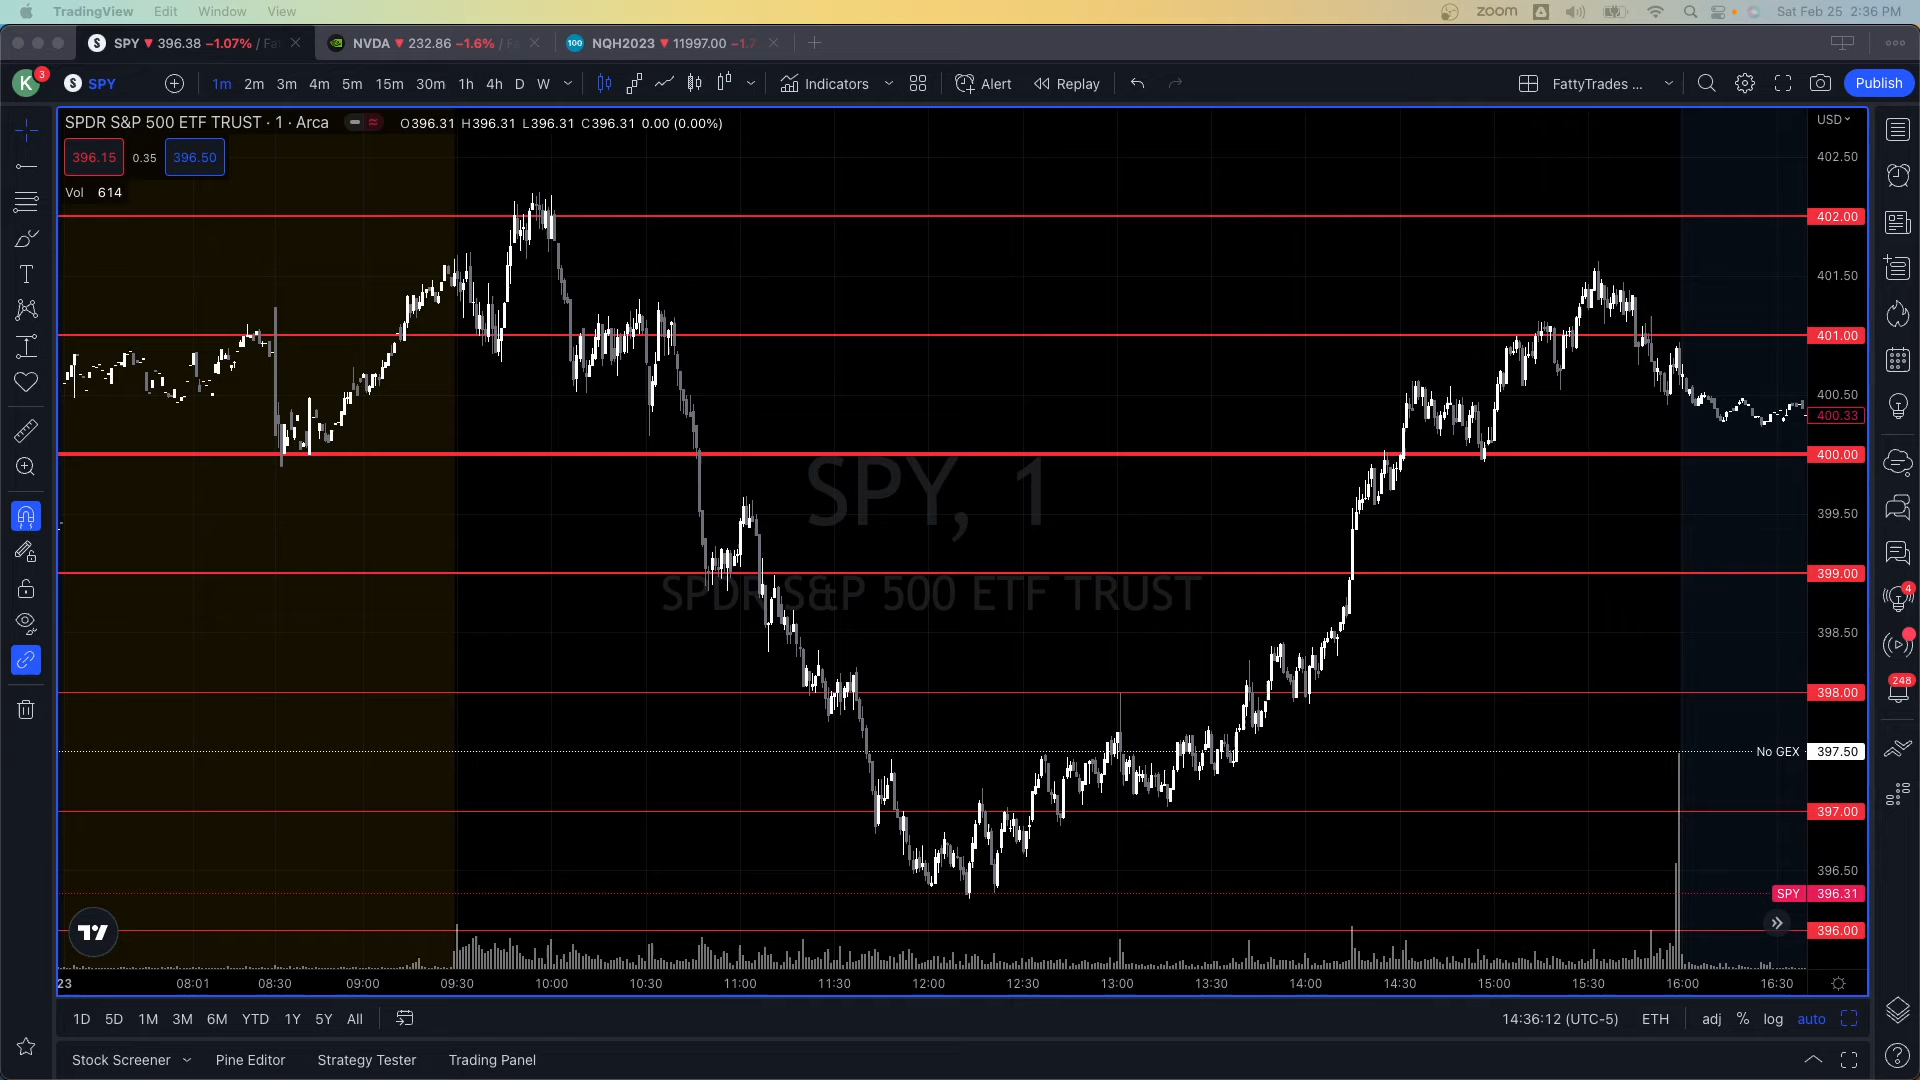 TradingView Edit Window View
zoom Sat Feb 25 2:36 PM
SPY 396.38 −1.07% / Fa
NVDA 232.86 −1.6% / F
100 NQH2023 11997.00 −1.7
K 3 S SPY 1m 2m 3m 4m 5m 15m 30m 1h 4h D W Indicators Alert Replay FattyTrades ... Publish
SPDR S&P 500 ETF TRUST · 1 · Arca O396.31 H396.31 L396.31 C396.31 0.00 (0.00%)
USD
396.15 0.35 396.50
Vol 614
402.50
402.00
401.50
401.00
400.50
400.33
400.00
399.50
399.00
398.50
398.00
No GEX 397.50
397.00
396.50
SPY 396.31
396.00
SPY, 1
SPDR S&P 500 ETF TRUST
4
248
23 08:01 08:30 09:00 09:30 10:00 10:30 11:00 11:30 12:00 12:30 13:00 13:30 14:00 14:30 15:00 15:30 16:00 16:30
1D 5D 1M 3M 6M YTD 1Y 5Y All 14:36:12 (UTC-5) ETH adj % log auto
Stock Screener Pine Editor Strategy Tester Trading Panel